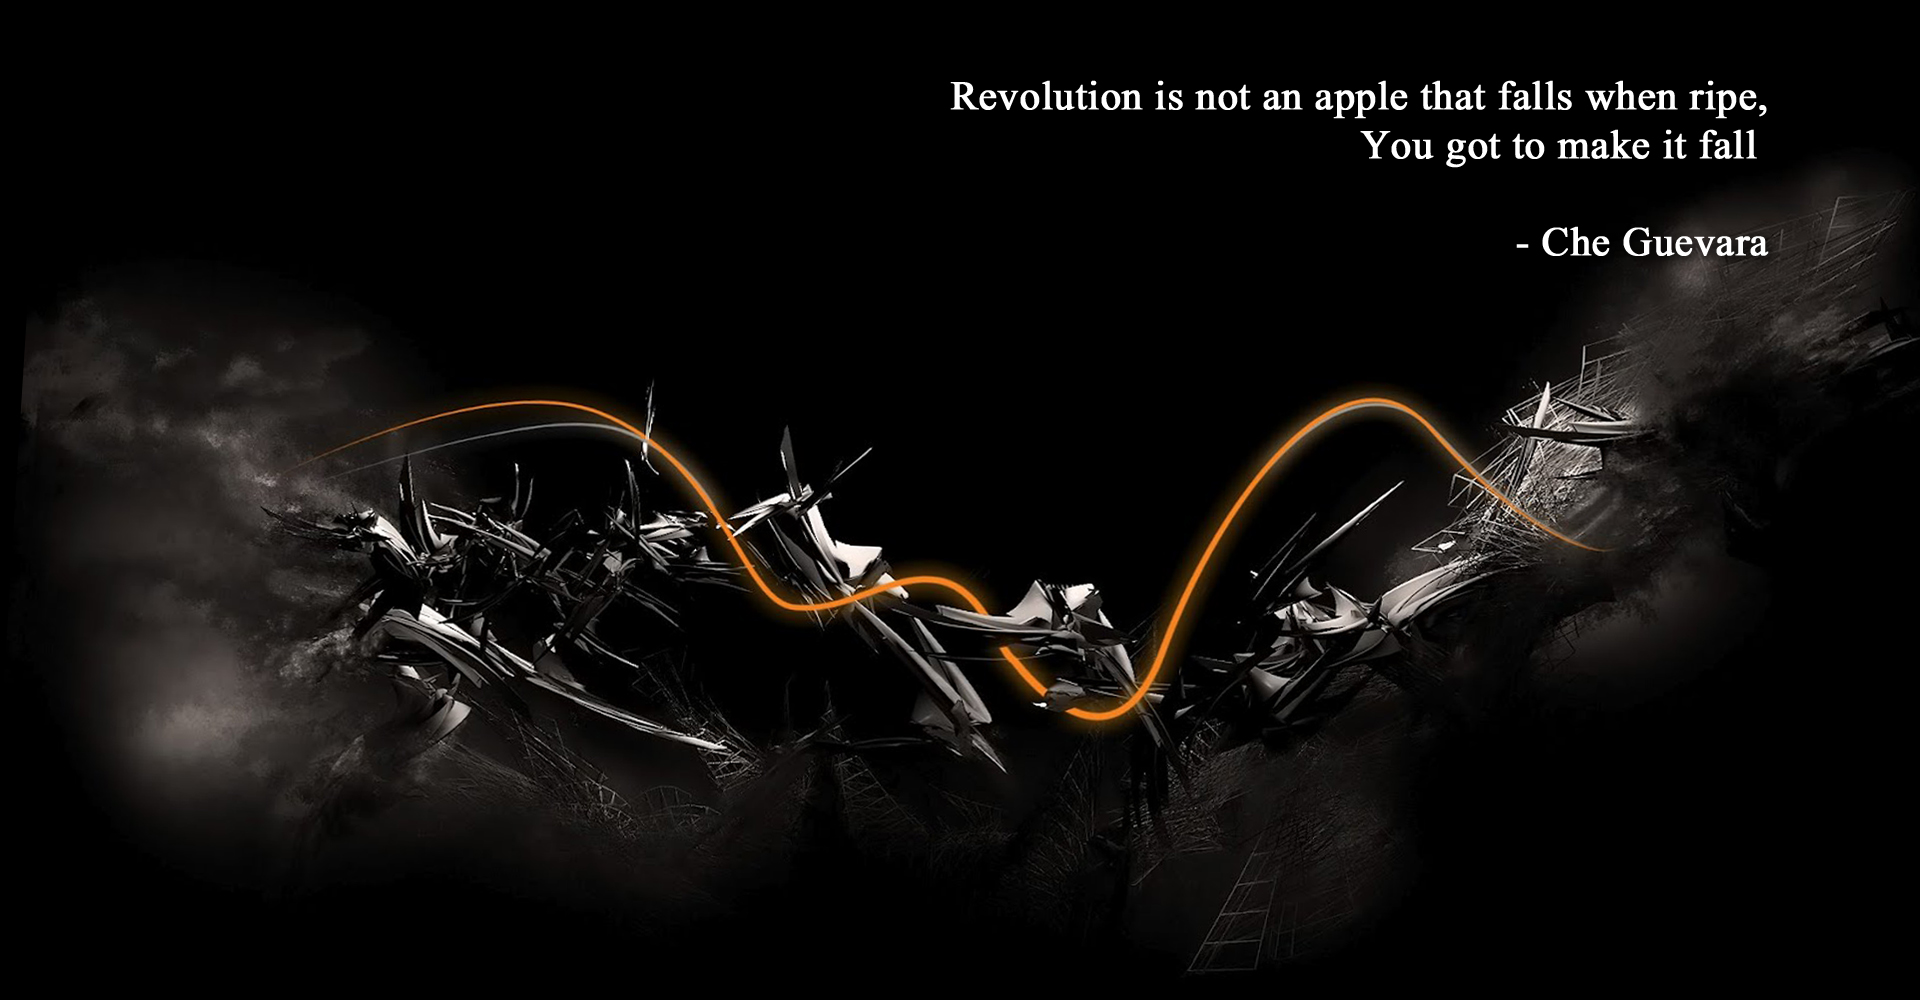 Revolution is not an apple that falls when ripe,
You got to make it fall
- Che Guevara